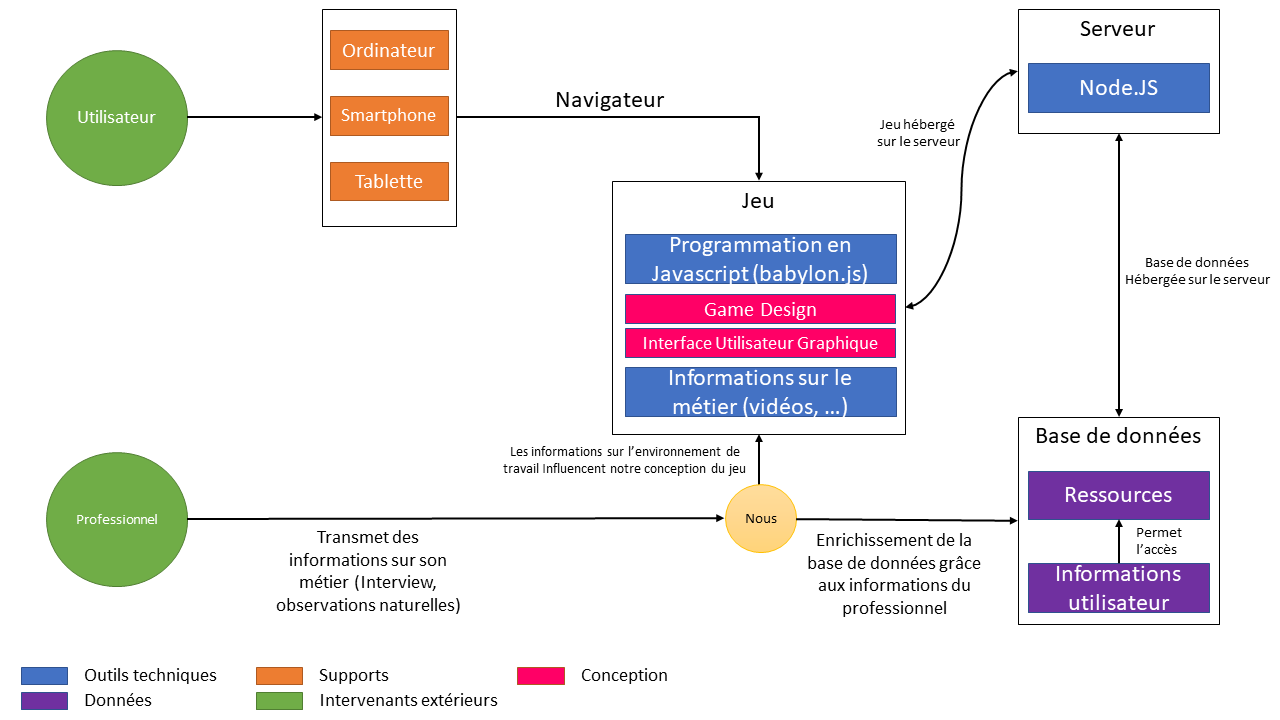 Utilisateur
Ordinateur
Smartphone
Tablette
Navigateur
Serveur
Node.JS
Jeu hébergé
sur le serveur
Jeu
Programmation en
Javascript (babylon.js)
Game Design
Interface Utilisateur Graphique
Informations sur le
métier (vidéos, ...)
Base de données
Hébergée sur le serveur
Les informations sur l’environnement de
travail Influencent notre conception du jeu
Professionnel
Transmet des
informations sur son
métier (Interview,
observations naturelles)
Nous
Enrichissement de la
base de données grâce
aux informations du
professionnel
Base de données
Ressources
Permet
l’accès
Informations
utilisateur
Outils techniques
Supports
Conception
Données
Intervenants extérieurs